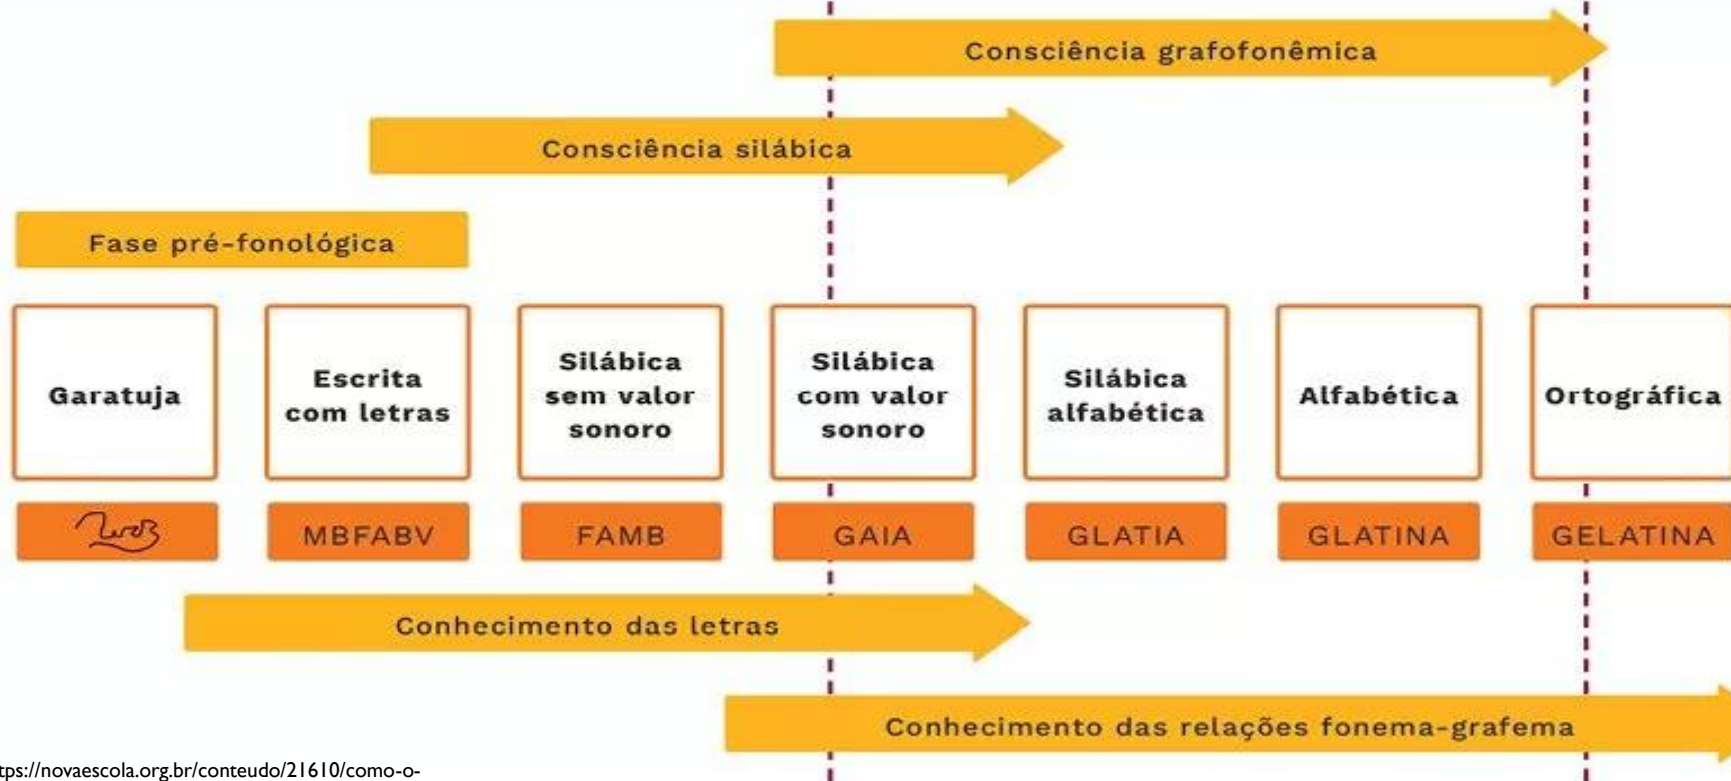 Consciência grafofonêmica
Consciência silábica
Fase pré-fonológica
Garatuja
Escrita
com letras
Silábica
sem valor
sonoro
Silábica
com valor
sonoro
Silábica
alfabética
Alfabética
Ortográfica
MBFABV
FAMB
GAIA
GLATIA
GLATINA
GELATINA
Conhecimento das letras
Conhecimento das relações fonema-grafema
tps://novaescola.org.br/conteudo/21610/como-o-